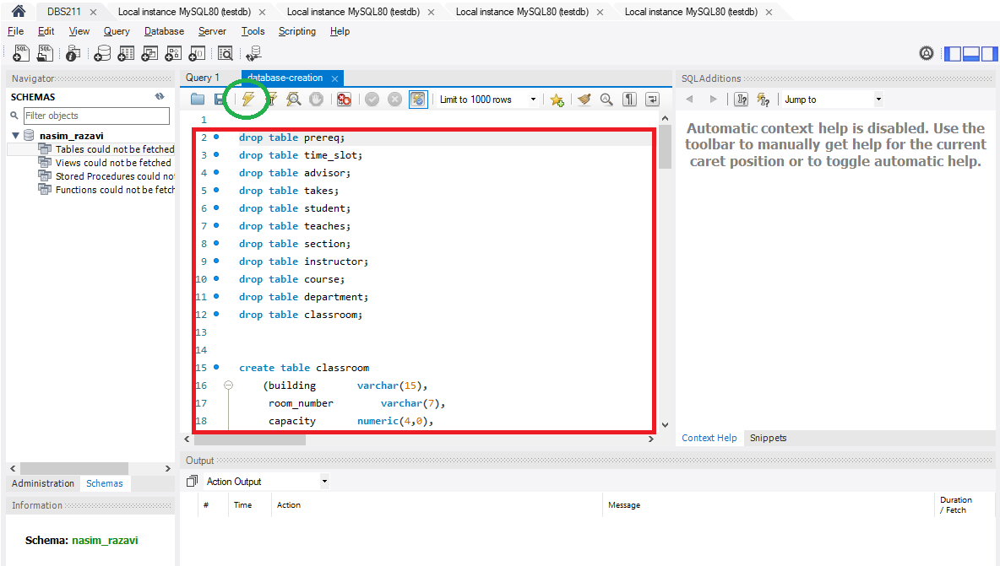 DBS211 Local instance MySQL80 (testdb) Local instance MySQL80 (testdb) Local instance MySQL80 (testdb) Local instance MySQL80 (testdb)
File Edit View Query Database Server Tools Scripting Help
Navigator
SCHEMAS
Filter objects
nasim_razavi
Tables could not be fetched
Views could not be fetched
Stored Procedures could no
Functions could not be fetch
Administration Schemas
Information
Schema: nasim_razavi
Query 1 database-creation
Limit to 1000 rows
1
2 drop table prereq;
3 drop table time_slot;
4 drop table advisor;
5 drop table takes;
6 drop table student;
7 drop table teaches;
8 drop table section;
9 drop table instructor;
10 drop table course;
11 drop table department;
12 drop table classroom;
13
14
15 create table classroom
16 (building varchar(15),
17 room_number varchar(7),
18 capacity numeric(4,0),
SQLAdditions
Jump to
Automatic context help is disabled. Use the
toolbar to manually get help for the current
caret position or to toggle automatic help.
Context Help Snippets
Output
Action Output
# Time Action Message Duration
/ Fetch